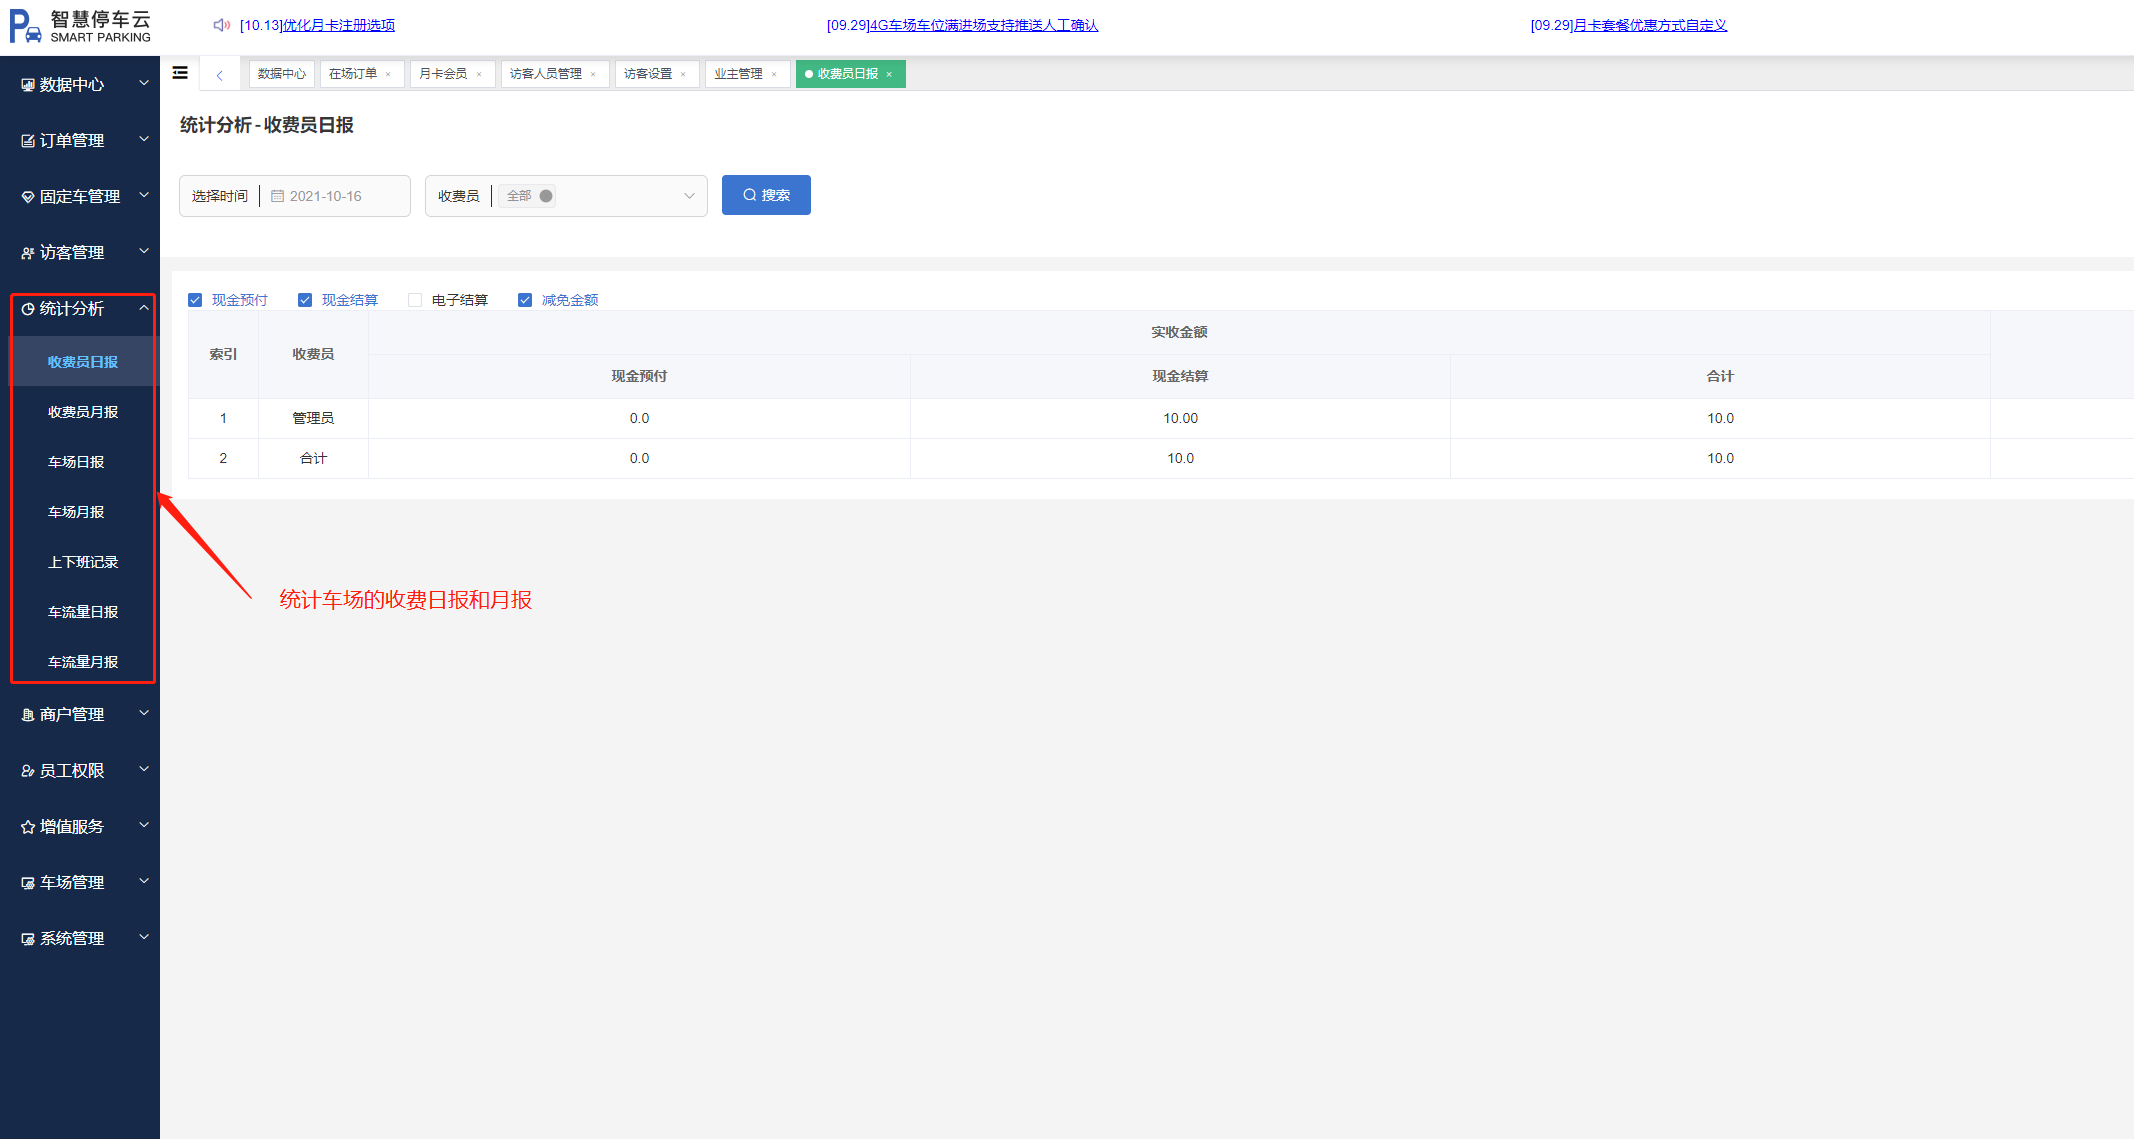 智慧停车云
SMART PARKING
[10.13]优化月卡注册选项
[09.29]4G车场车位满进场支持推送人工确认
[09.29]月卡套餐优惠方式自定义
数据中心
订单管理
固定车管理
访客管理
统计分析
收费员日报
收费员月报
车场日报
车场月报
上下班记录
车流量日报
车流量月报
商户管理
员工权限
增值服务
车场管理
系统管理
数据中心 在场订单 × 月卡会员 × 访客人员管理 × 访客设置 × 业主管理 × 收费员日报 ×
统计分析-收费员日报
选择时间 2021-10-16 收费员 全部 搜索
现金预付 现金结算 电子结算 减免金额
索引 收费员 实收金额
现金预付 现金结算 合计
1 管理员 0.0 10.00 10.0
2 合计 0.0 10.0 10.0
统计车场的收费日报和月报